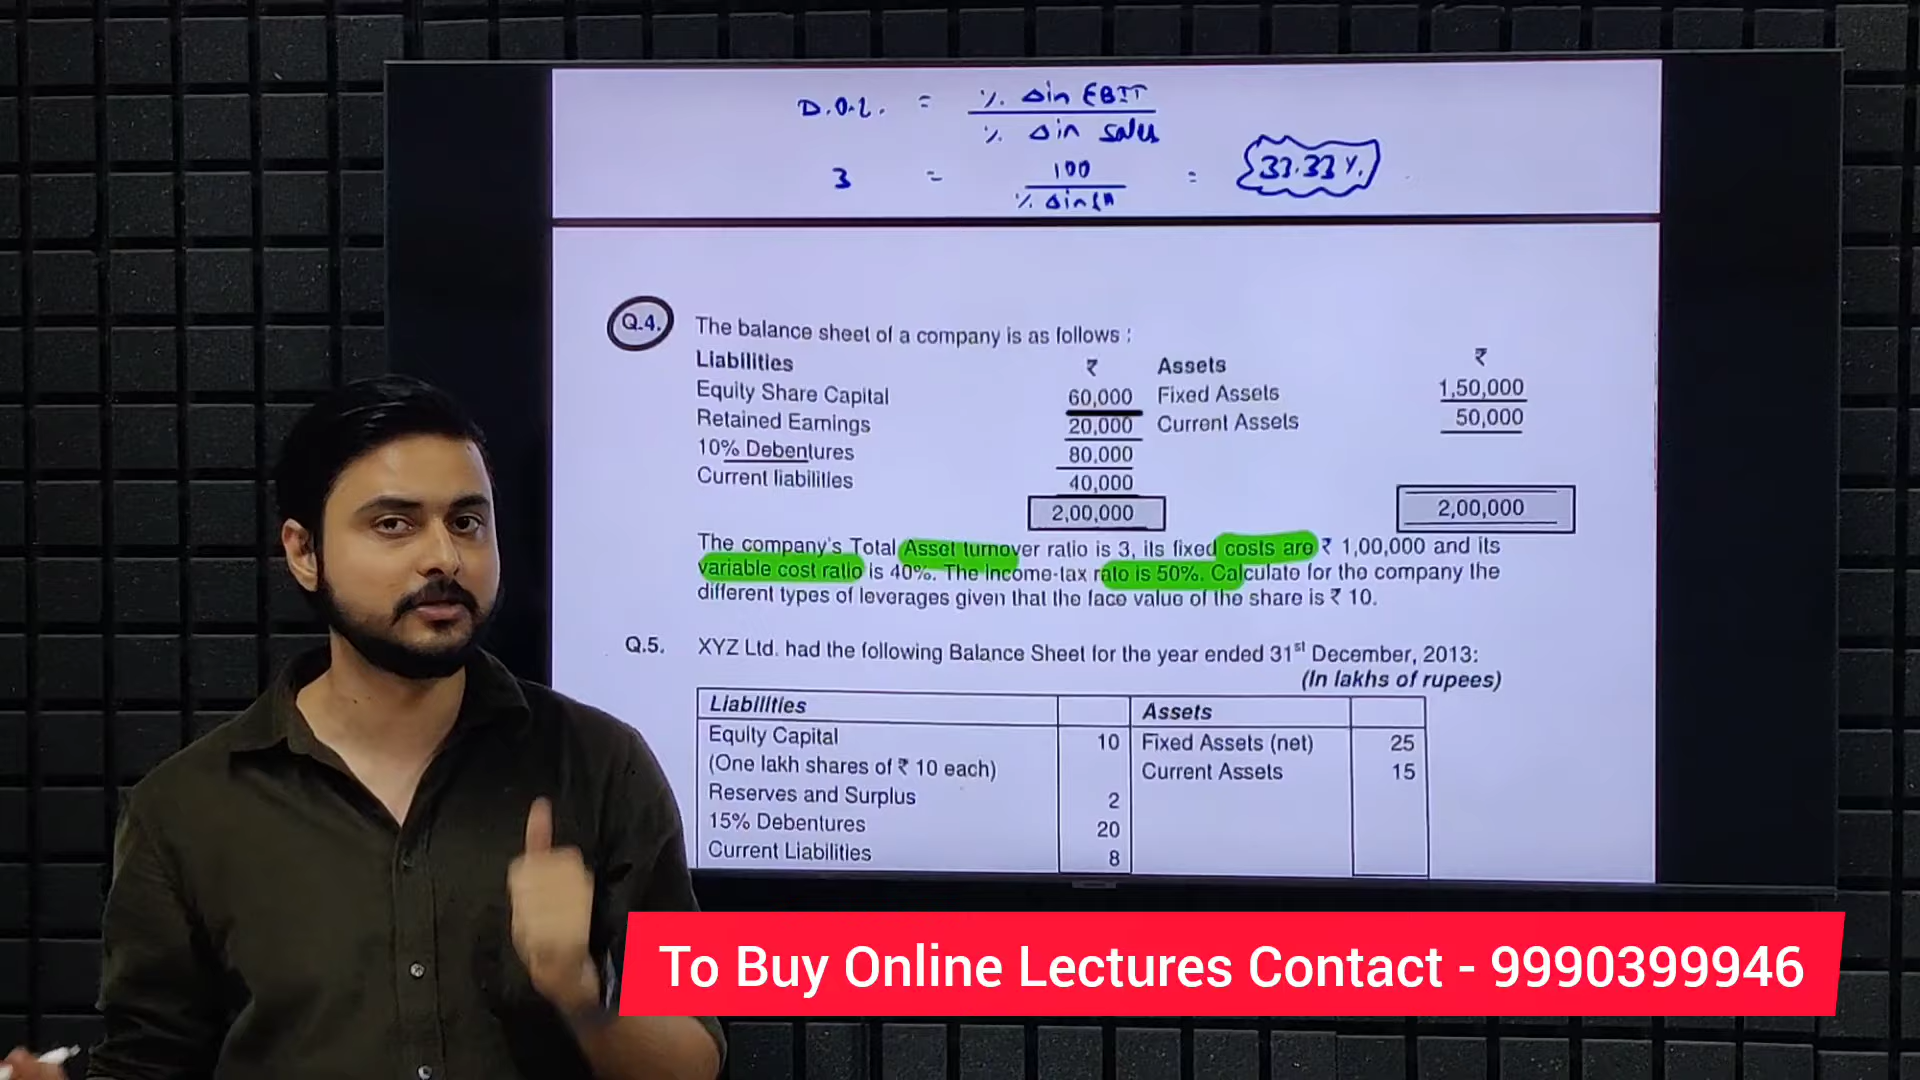 D.O.L. = % Δ in EBIT
% Δ in Sales
3 = 100 = 33.33 %.
% Δ in
Q.4. The balance sheet of a company is as follows :
Liabilities ₹ Assets ₹
Equity Share Capital 60,000 Fixed Assets 1,50,000
Retained Earnings 20,000 Current Assets 50,000
10% Debentures 80,000
Current liabilities 40,000
2,00,000 2,00,000
The company's Total Asset turnover ratio is 3, its fixed costs are ₹ 1,00,000 and its
variable cost ratio is 40%. The income-tax rato is 50%. Calculate for the company the
different types of leverages given that the face value of the share is ₹ 10.
Q.5. XYZ Ltd. had the following Balance Sheet for the year ended 31st December, 2013:
(In lakhs of rupees)
Liabilities Assets
Equity Capital 10 Fixed Assets (net) 25
(One lakh shares of ₹ 10 each) Current Assets 15
Reserves and Surplus 2
15% Debentures 20
Current Liabilities 8
To Buy Online Lectures Contact - 9990399946